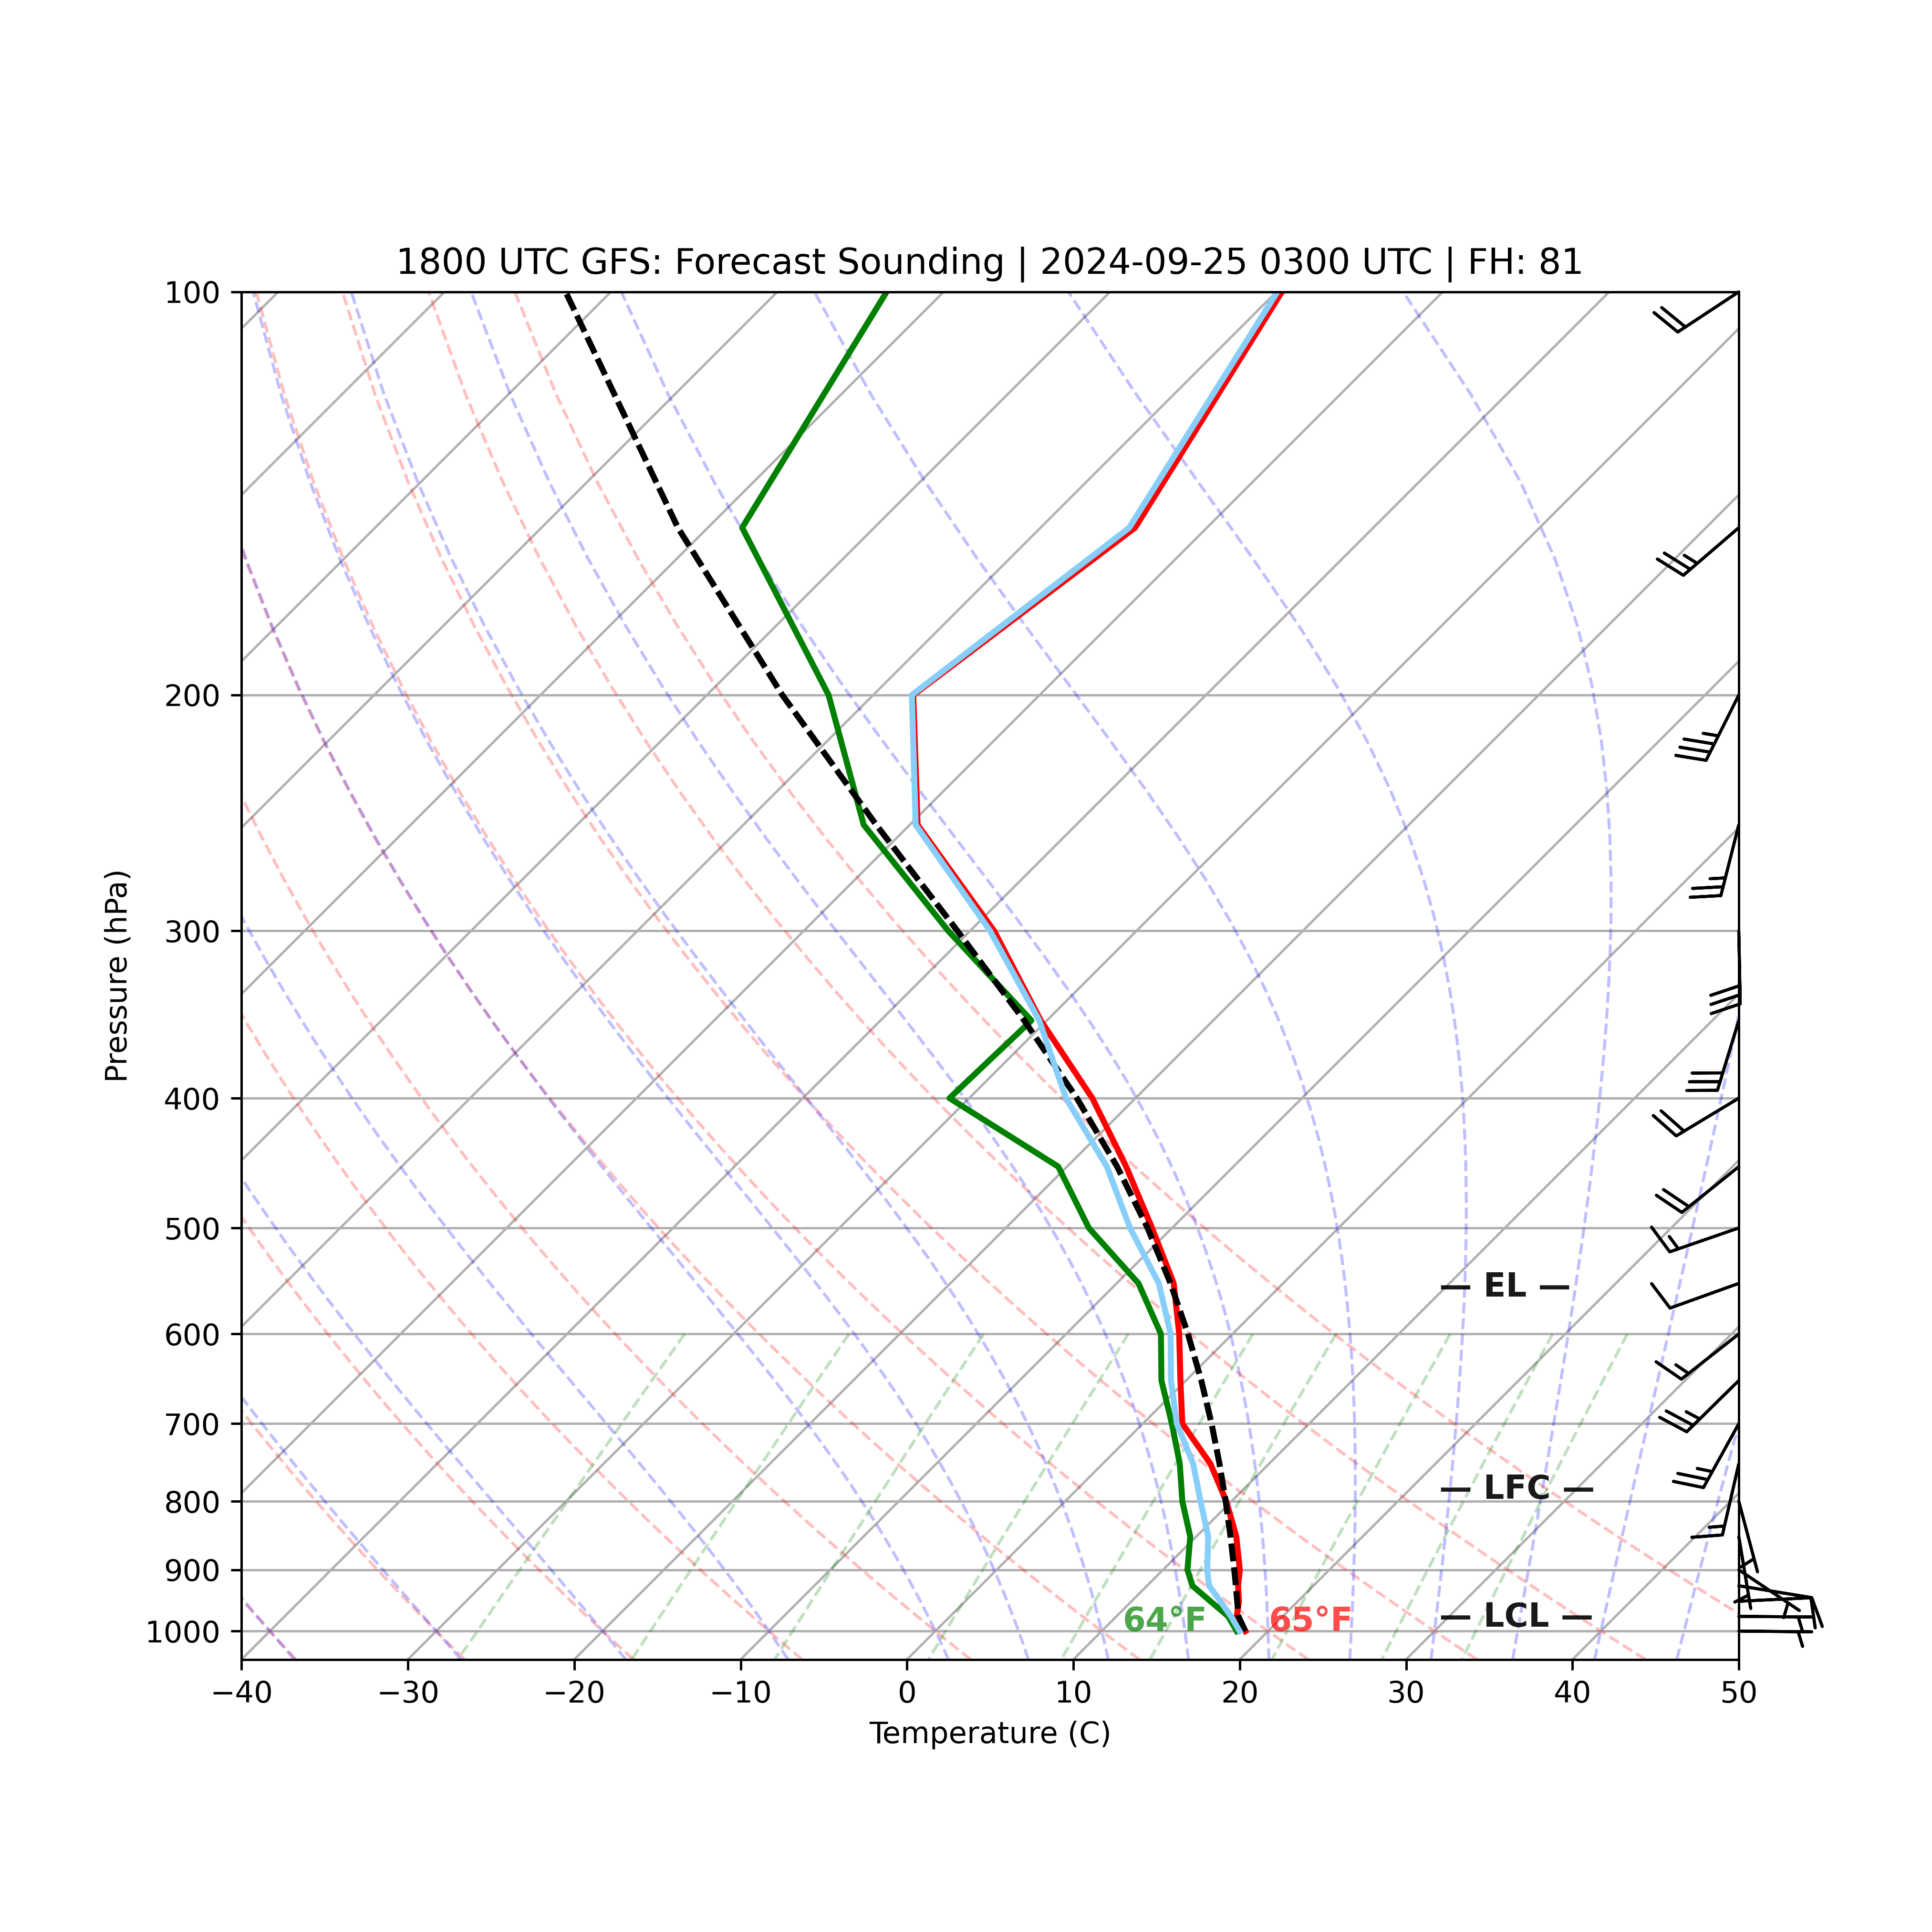 1800 UTC GFS: Forecast Sounding | 2024-09-25 0300 UTC | FH: 81
100
200
300
400
500
600
700
800
900
1000
Pressure (hPa)
— EL —
— LFC —
— LCL —
64°F
65°F
−40 −30 −20 −10 0 10 20 30 40 50
Temperature (C)